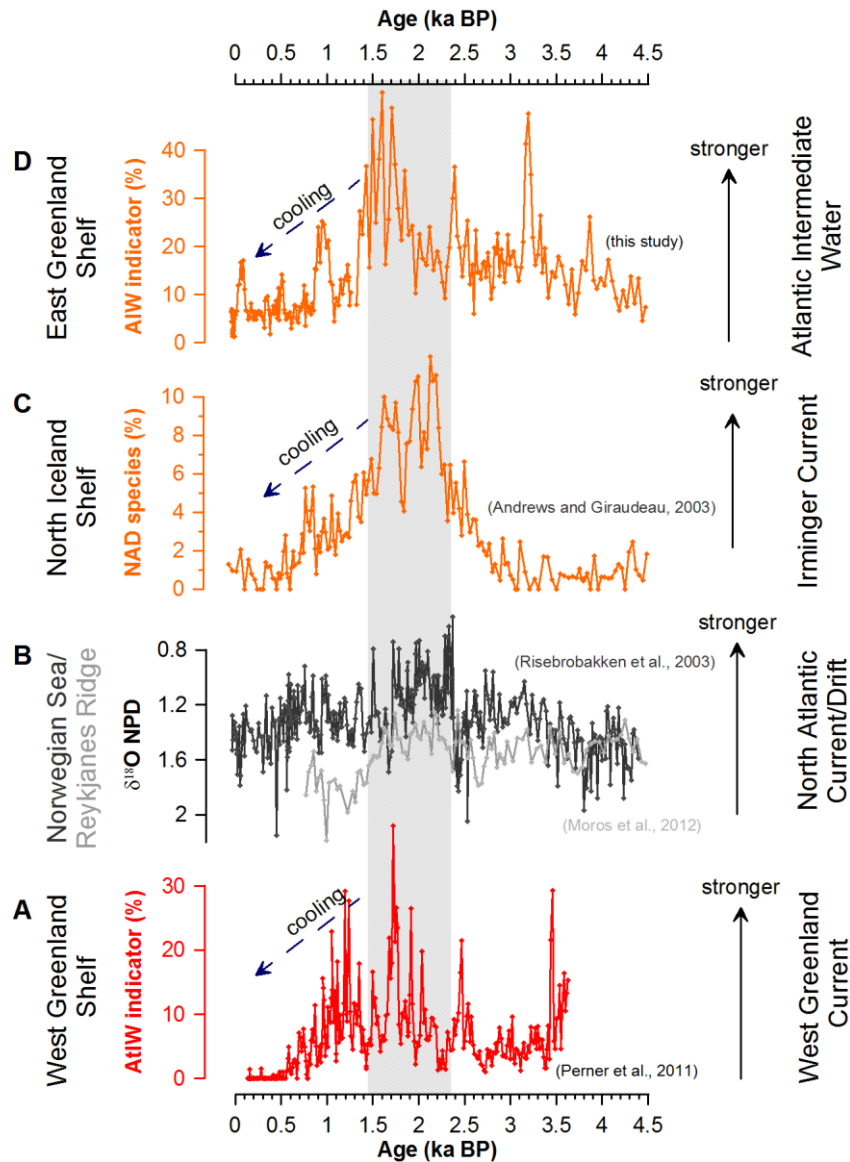 Age (ka BP)
0 0.5 1 1.5 2 2.5 3 3.5 4 4.5
D
East Greenland
Shelf
AIW indicator (%)
40
30
20
10
0
cooling
(this study)
stronger
Atlantic Intermediate
Water
C
North Iceland
Shelf
NAD species (%)
10
8
6
4
2
0
cooling
(Andrews and Giraudeau, 2003)
stronger
Irminger Current
B
Norwegian Sea/
Reykjanes Ridge
δ18O NPD
0.8
1.2
1.6
2
(Risebrobakken et al., 2003)
(Moros et al., 2012)
stronger
North Atlantic
Current/Drift
A
West Greenland
Shelf
AtIW indicator (%)
30
20
10
0
cooling
(Perner et al., 2011)
stronger
West Greenland
Current
0 0.5 1 1.5 2 2.5 3 3.5 4 4.5
Age (ka BP)